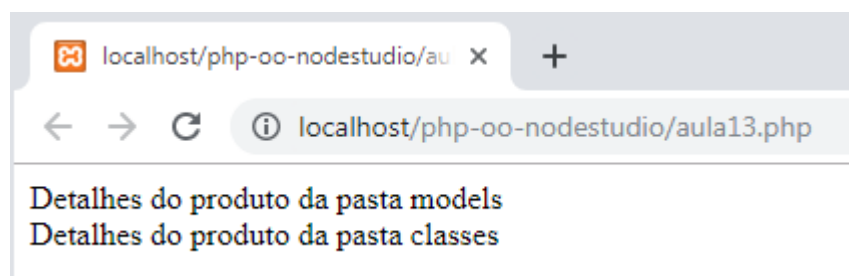 localhost/php-oo-nodestudio/au
localhost/php-oo-nodestudio/aula13.php
Detalhes do produto da pasta models
Detalhes do produto da pasta classes